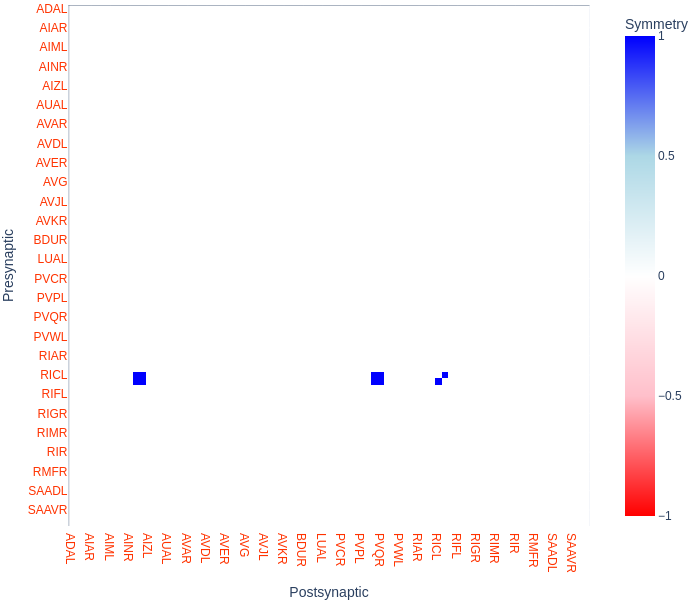 Symmetry
1
0.5
0
−0.5
−1
Presynaptic
ADAL
AIAR
AIML
AINR
AIZL
AUAL
AVAR
AVDL
AVER
AVG
AVJL
AVKR
BDUR
LUAL
PVCR
PVPL
PVQR
PVWL
RIAR
RICL
RIFL
RIGR
RIMR
RIR
RMFR
SAADL
SAAVR
ADAL
AIAR
AIML
AINR
AIZL
AUAL
AVAR
AVDL
AVER
AVG
AVJL
AVKR
BDUR
LUAL
PVCR
PVPL
PVQR
PVWL
RIAR
RICL
RIFL
RIGR
RIMR
RIR
RMFR
SAADL
SAAVR
Postsynaptic